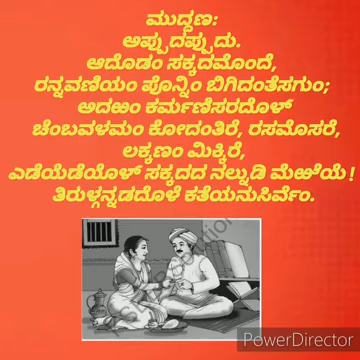 ಮುದ್ದಣ:
ಅಪ್ಪುದಪ್ಪುದು.
ಆದೊಡಂ ಸಕ್ಕದಮೊಂದೆ,
ರನ್ನವಣಿಯಂ ಪೊನ್ನಿಂ ಬಿಗಿದಂತೆಸಗುಂ;
ಅದಱಿಂ ಕರ್ಮಣಿಸರದೊಳ್
ಚೆಂಬವಳಮಂ ಕೋದಂತಿರೆ, ರಸಮೊಸರೆ,
ಲಕ್ಕಣಂ ಮಿಕ್ಕಿರೆ,
ಎಡೆಯೆಡೆಯೊಳ್ ಸಕ್ಕದದ ನಲ್ನುಡಿ ಮೆಱೆಯೆ!
ತಿರುಳ್ಗನ್ನಡದೊಳೆ ಕತೆಯನುಸಿರ್ವೆಂ.
PowerDirector